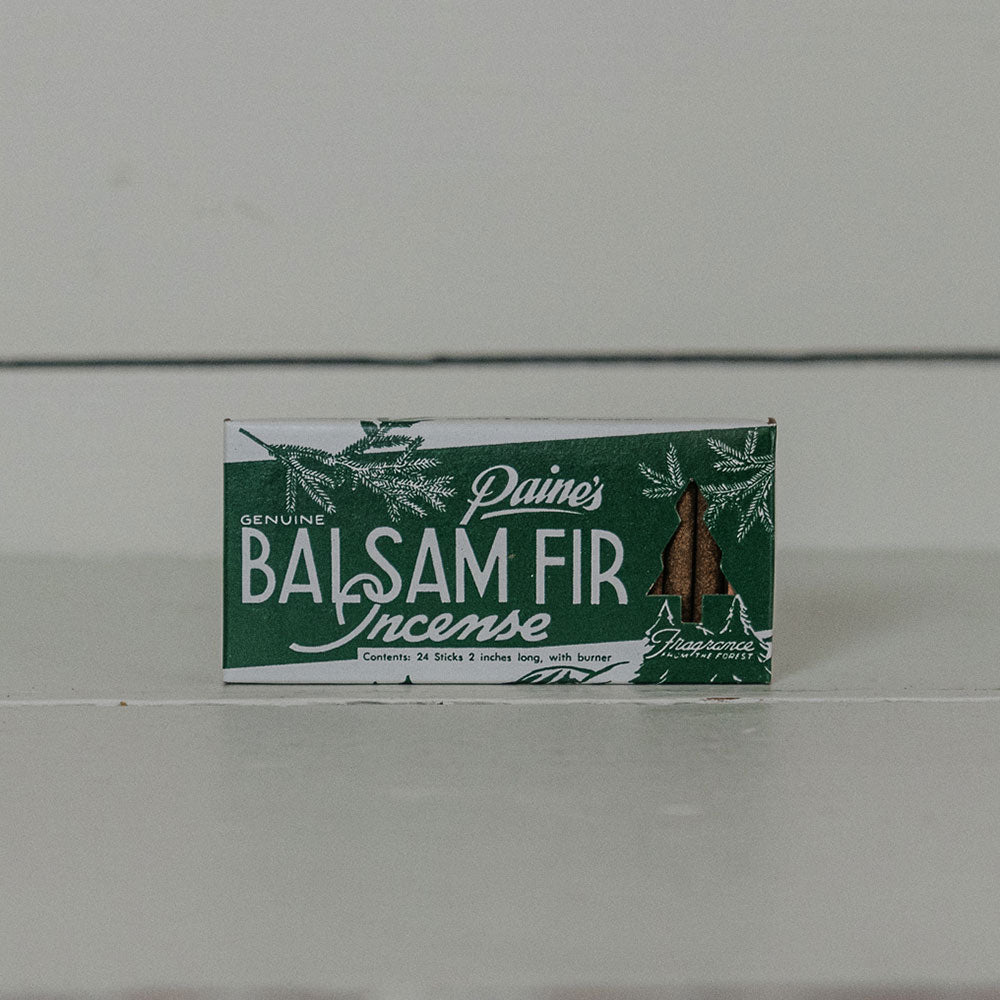 Paine's
GENUINE
BALSAM FIR
Incense
Contents: 24 Sticks 2 inches long, with burner
Fragrance
FROM THE FOREST